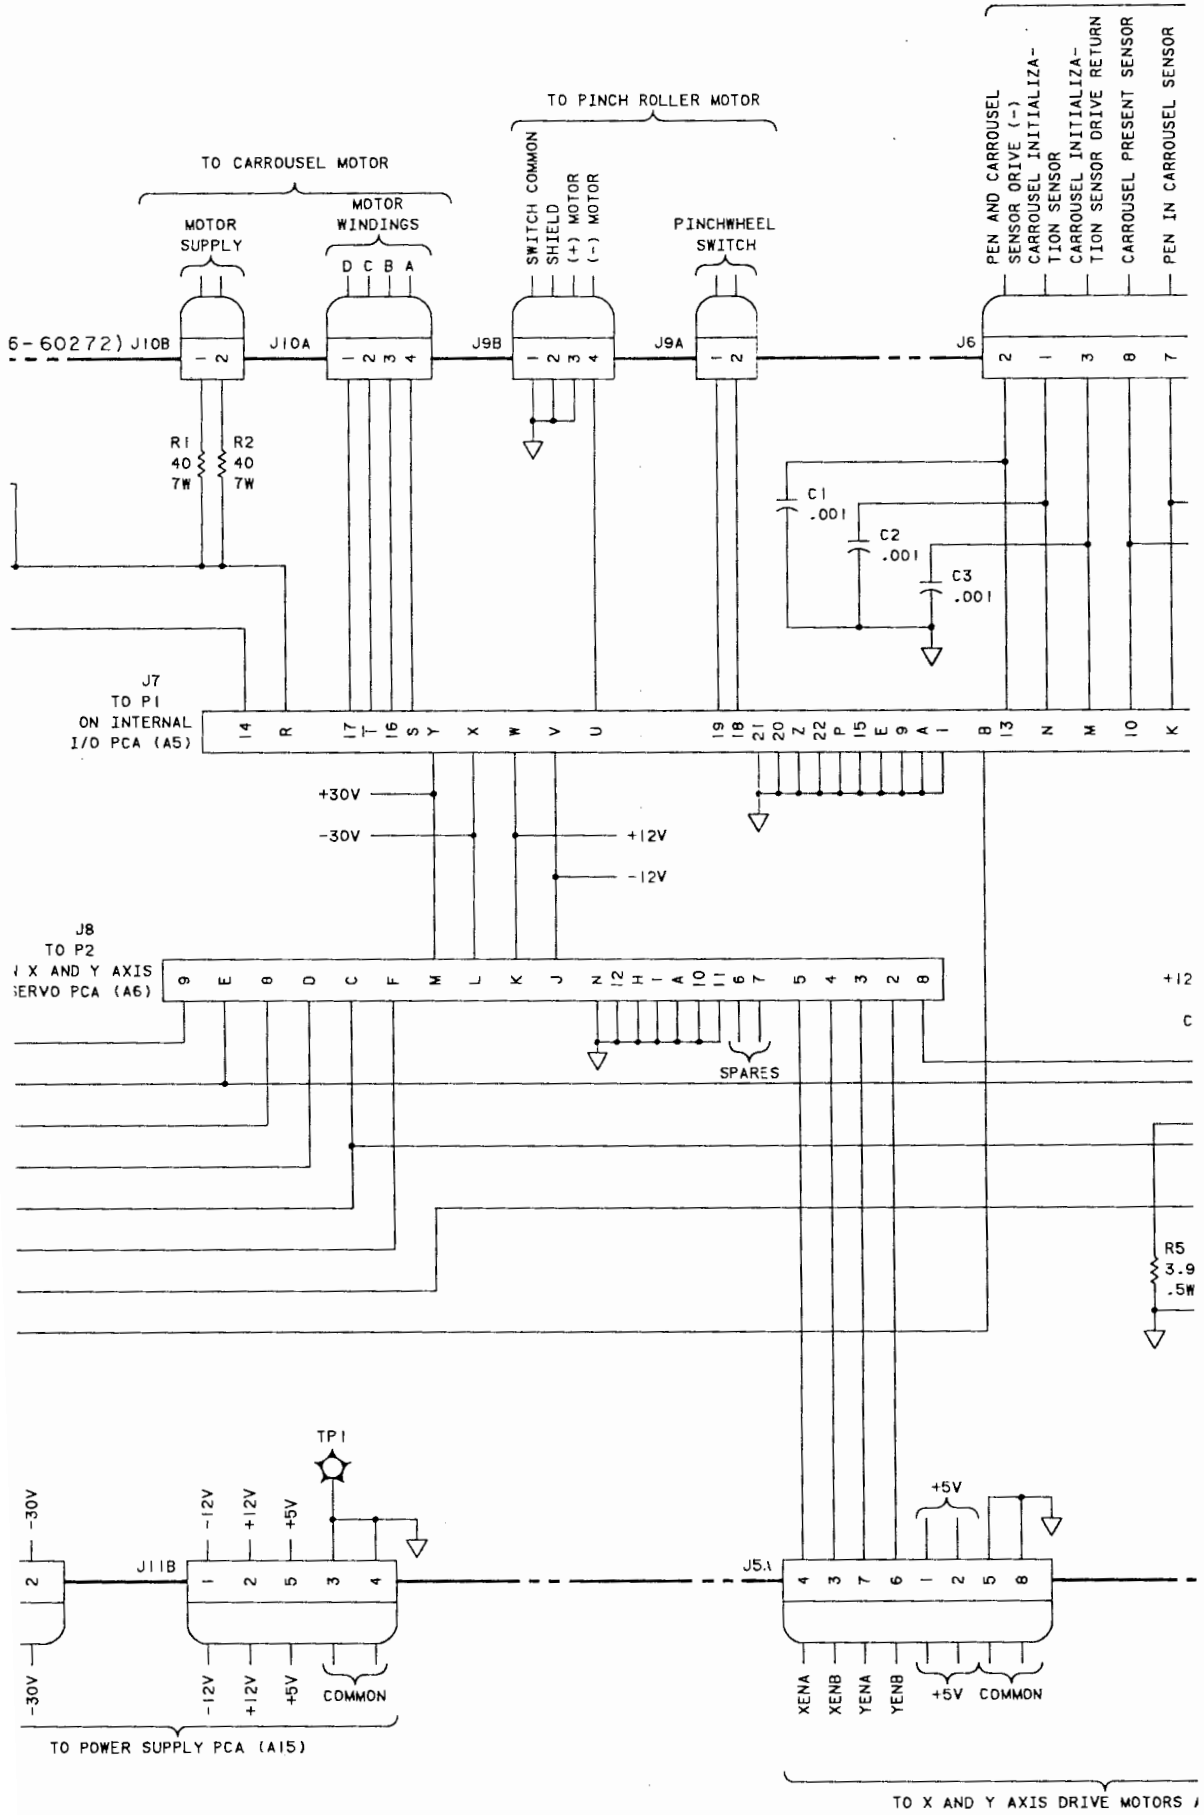 TO PINCH ROLLER MOTOR
TO CARROUSEL MOTOR
MOTOR
SUPPLY
MOTOR
WINDINGS
D C B A
SWITCH COMMON
SHIELD
(+) MOTOR
(-) MOTOR
PINCHWHEEL
SWITCH
PEN AND CARROUSEL
SENSOR DRIVE (-)
CARROUSEL INITIALIZA-
TION SENSOR
CARROUSEL INITIALIZA-
TION SENSOR DRIVE RETURN
CARROUSEL PRESENT SENSOR
PEN IN CARROUSEL SENSOR
6-60272) J10B
1 2
J10A
1 2 3 4
J9B
1 2 3 4
J9A
1 2
J6
2 1 3 8 7
R1
40
7W
R2
40
7W
C1
.001
C2
.001
C3
.001
J7
TO P1
ON INTERNAL
I/O PCA (A5)
14 R 17 T 16 S Y X W V U 19 18 21 20 Z 22 P 15 E 9 A 1 B 13 N M 10 K
+30V
-30V
+12V
-12V
J8
TO P2
X AND Y AXIS
SERVO PCA (A6)
9 E 8 D C F M L K J N 12 H 1 A 10 11 6 7 5 4 3 2 B
SPARES
+12
C
R5
3.9
.5W
TP1
-30V
-12V
+12V
+5V
+5V
2
J11B
1 2 5 3 4
J5A
4 3 7 6 1 2 5 8
-30V
-12V
+12V
+5V
COMMON
XENA
XENB
YENA
YENB
+5V
COMMON
TO POWER SUPPLY PCA (A15)
TO X AND Y AXIS DRIVE MOTORS